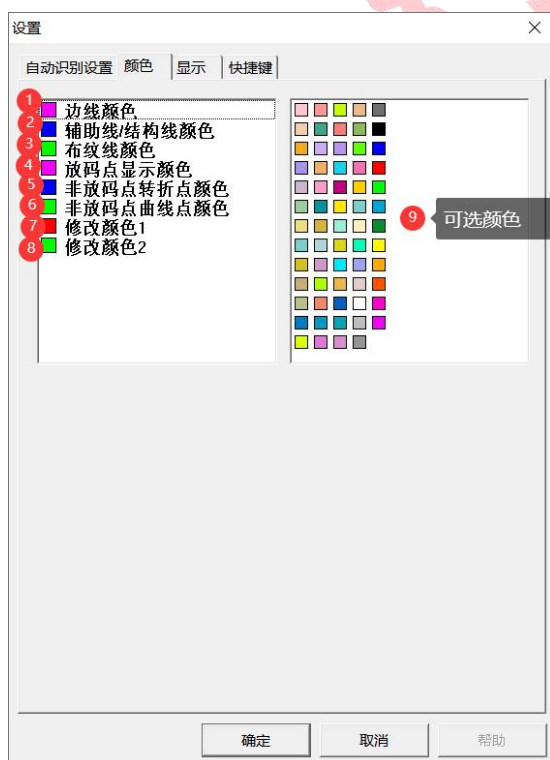 设置
自动识别设置 颜色 显示 快捷键
1 边线颜色
2 辅助线/结构线颜色
3 布纹线颜色
4 放码点显示颜色
5 非放码点转折点颜色
6 非放码点曲线点颜色
7 修改颜色1
8 修改颜色2
9 可选颜色
确定 取消 帮助